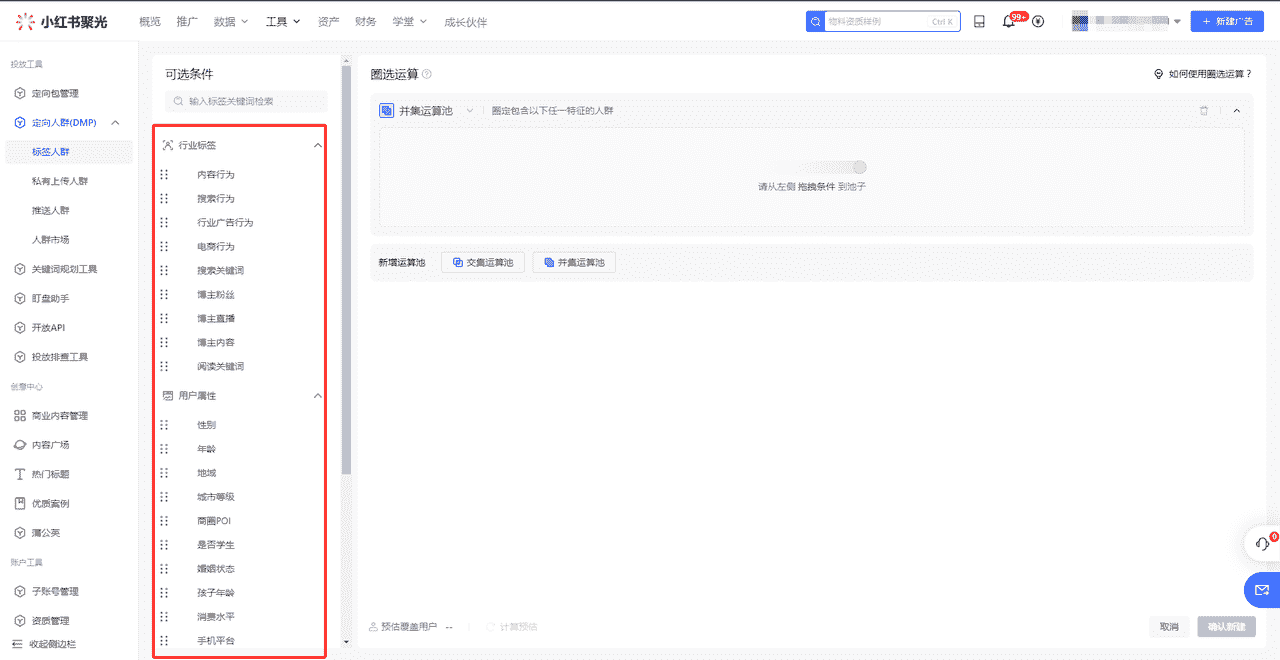 小红书聚光
概览 推广 数据 工具 资产 财务 学堂 成长伙伴
物料资质样例 Ctrl K
99+
+ 新建广告
投放工具
定向包管理
定向人群(DMP)
标签人群
私有上传人群
推送人群
人群市场
关键词规划工具
盯盘助手
开放API
投放排查工具
创意中心
商业内容管理
内容广场
热门标题
优质案例
蒲公英
账户工具
子账号管理
资质管理
收起侧边栏
可选条件
输入标签关键词检索
行业标签
内容行为
搜索行为
行业广告行为
电商行为
搜索关键词
博主粉丝
博主直播
博主内容
阅读关键词
用户属性
性别
年龄
地域
城市等级
商圈POI
是否学生
婚姻状态
孩子年龄
消费水平
手机平台
圈选运算
如何使用圈选运算？
并集运算池 圈定包含以下任一特征的人群
请从左侧 拖拽条件 到池子
新增运算池 交集运算池 并集运算池
0
预估覆盖用户 -- 计算预估
取消 确认新建